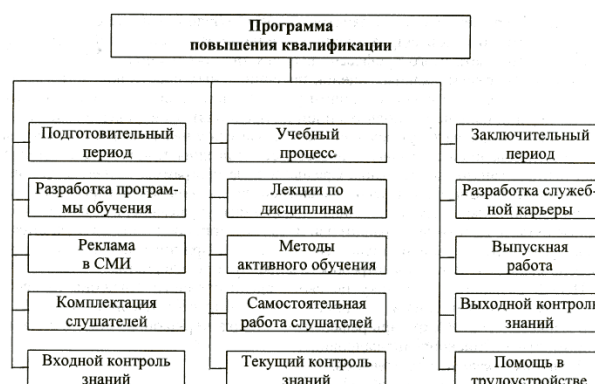 Программа
повышения квалификации
Подготовительный
период
Разработка програм-
мы обучения
Реклама
в СМИ
Комплектация
слушателей
Входной контроль
знаний
Учебный
процесс
Лекции по
дисциплинам
Методы
активного обучения
Самостоятельная
работа слушателей
Текущий контроль
знаний
Заключительный
период
Разработка служеб-
ной карьеры
Выпускная
работа
Выходной контроль
знаний
Помощь в
трудоустройстве